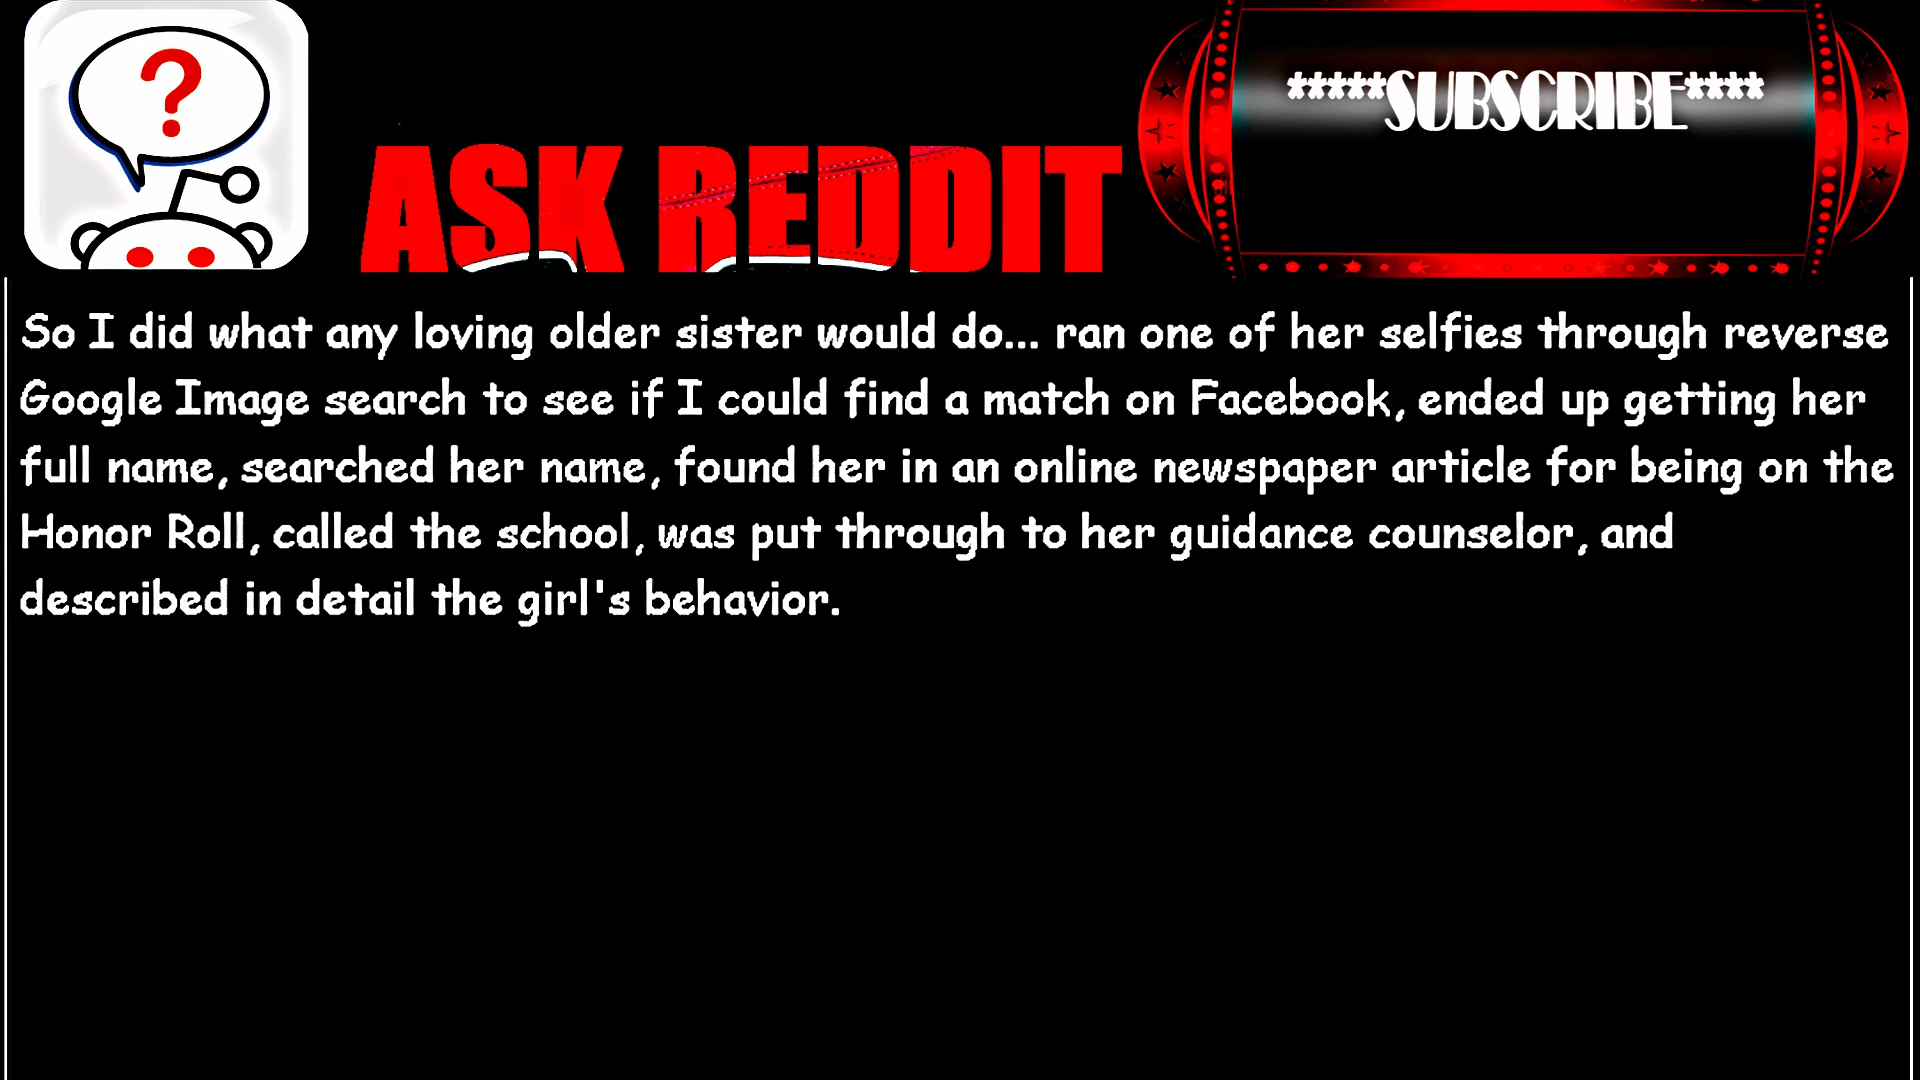 ?
ASK REDDIT
*****SUBSCRIBE****
So I did what any loving older sister would do... ran one of her selfies through reverse
Google Image search to see if I could find a match on Facebook, ended up getting her
full name, searched her name, found her in an online newspaper article for being on the
Honor Roll, called the school, was put through to her guidance counselor, and
described in detail the girl's behavior.